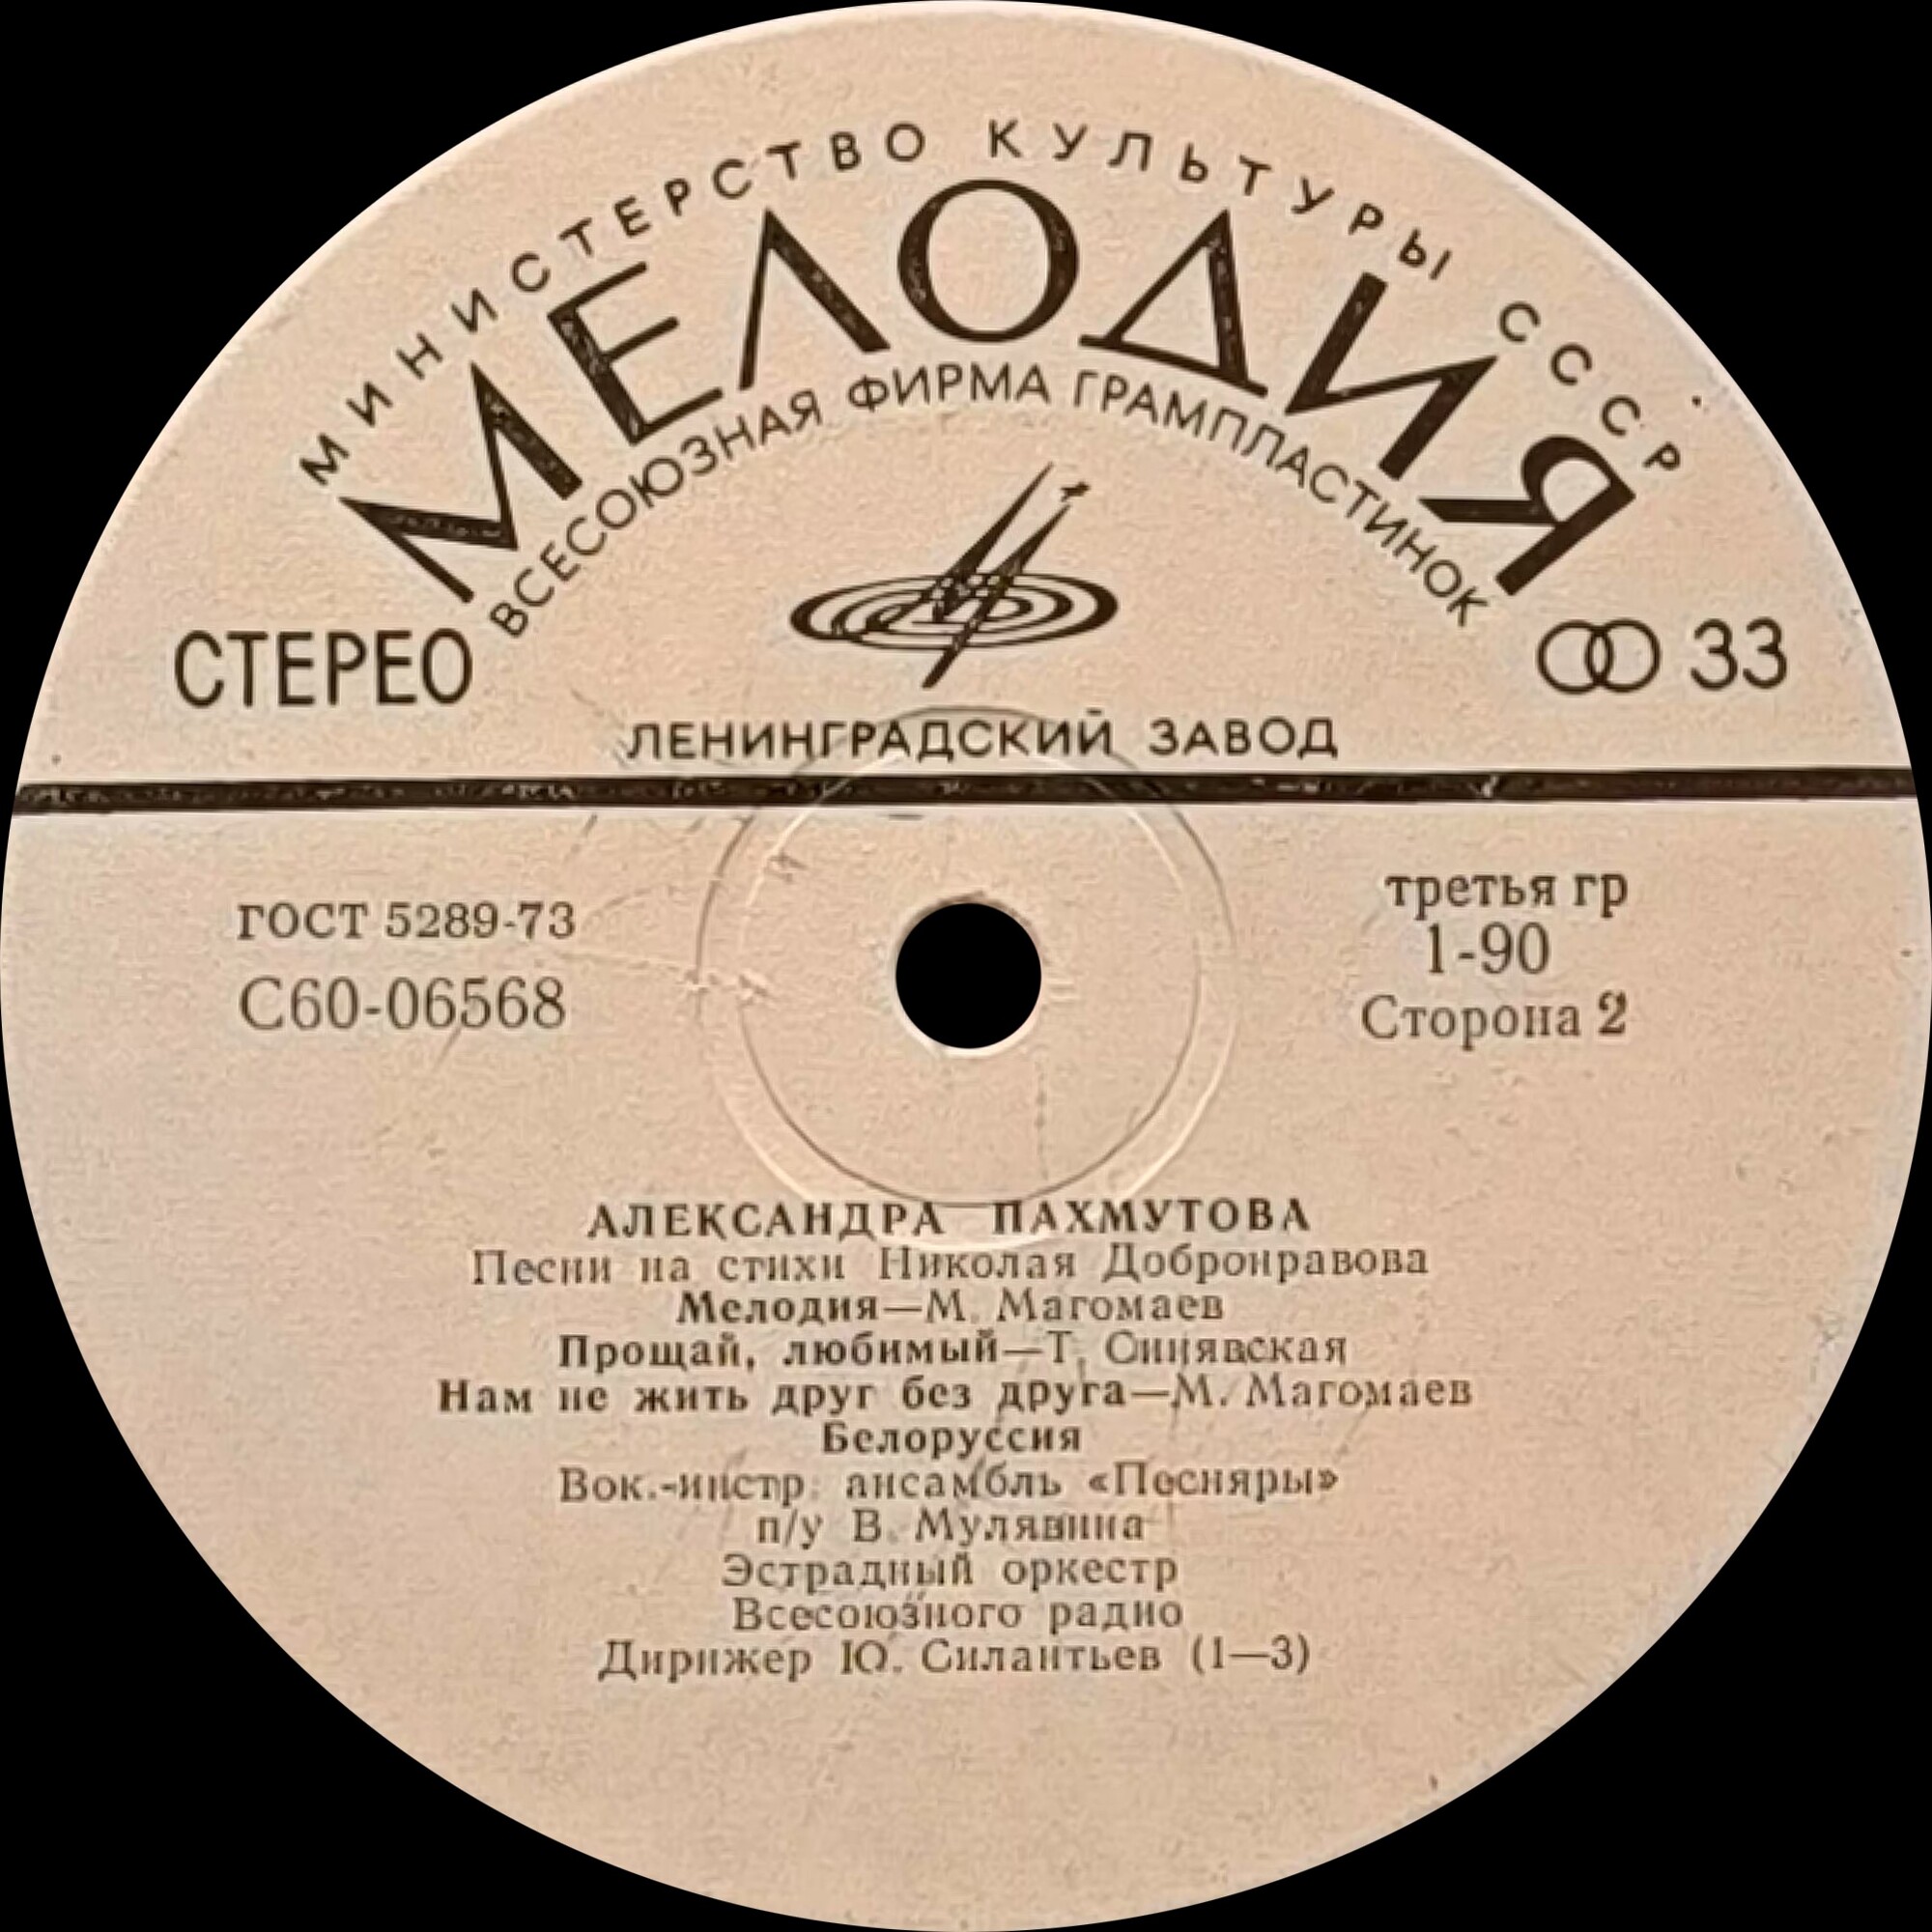 МИНИСТЕРСТВО КУЛЬТУРЫ СССР
МЕЛОДИЯ
ВСЕСОЮЗНАЯ ФИРМА ГРАМПЛАСТИНОК
СТЕРЕО
33
ЛЕНИНГРАДСКИЙ ЗАВОД
ГОСТ 5289-73
С60-06568
третья гр
1-90
Сторона 2
АЛЕКСАНДРА ПАХМУТОВА
Песни на стихи Николая Добронравова
Мелодия—М. Магомаев
Прощай, любимый—Т. Синявская
Нам не жить друг без друга—М. Магомаев
Белоруссия
Вок.-инстр. ансамбль «Песняры»
п/у В. Мулявина
Эстрадный оркестр
Всесоюзного радио
Дирижер Ю. Силантьев (1—3)